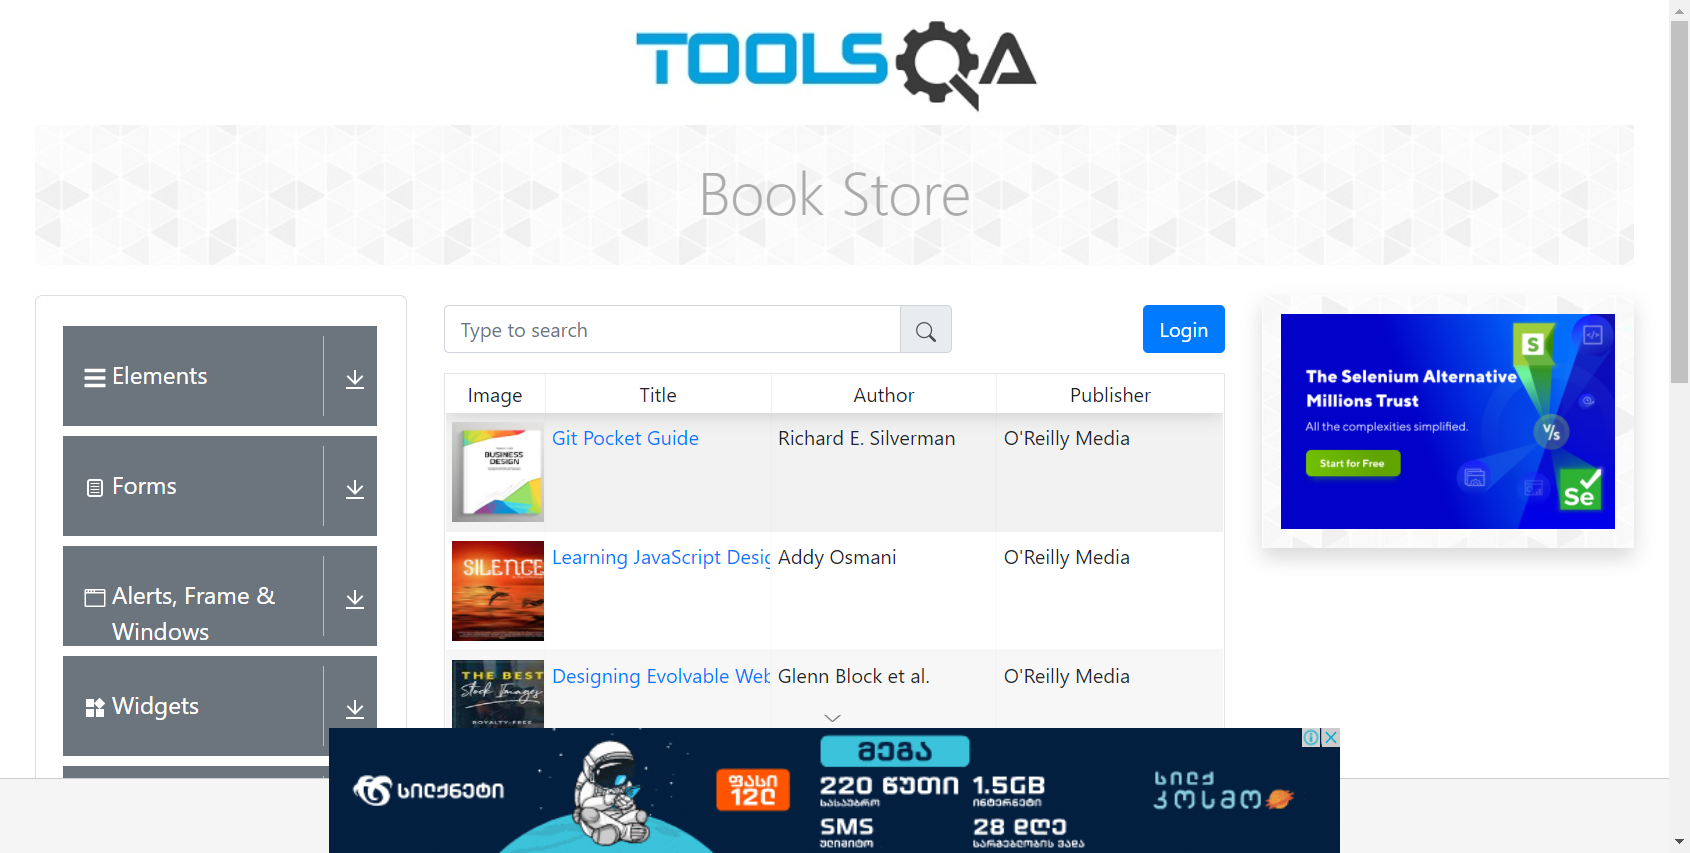 TOOLSQA
Book Store
Elements
Forms
Alerts, Frame &
Windows
Widgets
Type to search
Login
Image Title Author Publisher
BUSINESS
DESIGN
Git Pocket Guide Richard E. Silverman O'Reilly Media
SILENCE
Learning JavaScript Desig Addy Osmani O'Reilly Media
THE BEST
Stock Images
ROYALTY-FREE
Designing Evolvable Web Glenn Block et al. O'Reilly Media
The Selenium Alternative
Millions Trust
All the complexities simplified.
Start for Free
V/s
S
Se
სილქნეტი
ფასი
12₾
მეგა
220 წუთი
სასაუბრო
1.5GB
ინტერნეტი
SMS
ულიმიტო
28 დღე
სარგებლობის ვადა
სილქ
კოსმო